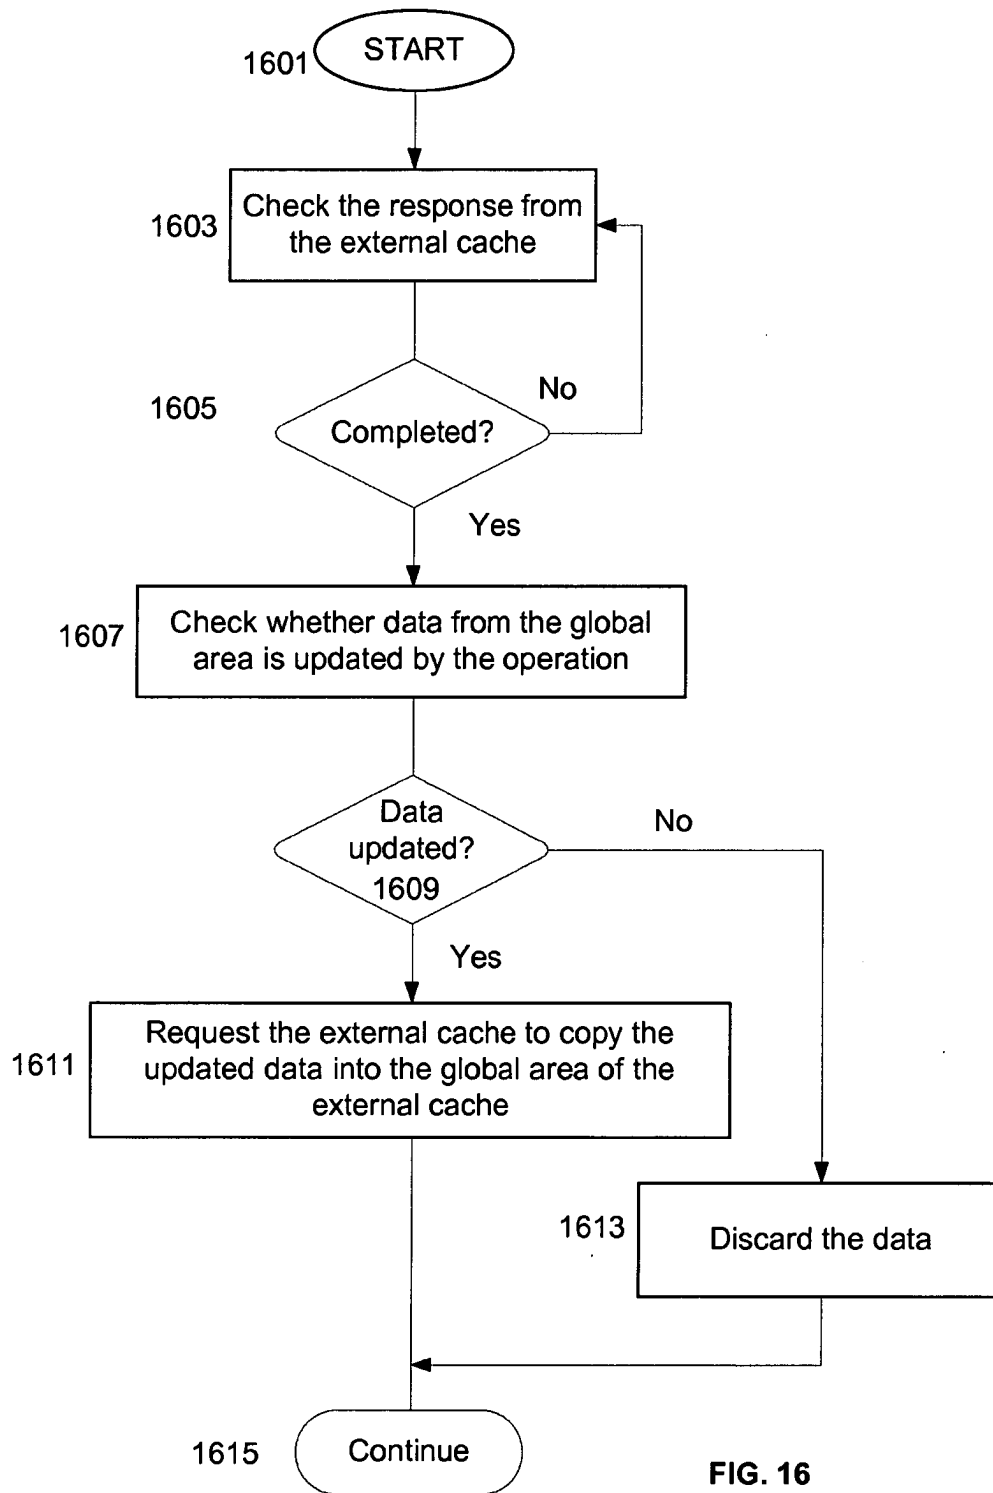 START
1601
Check the response from
the external cache
1603
No
1605
Completed?
Yes
Check whether data from the global
area is updated by the operation
1607
Data
updated?
1609
No
Yes
Request the external cache to copy the
updated data into the global area of the
external cache
1611
1613
Discard the data
1615
Continue
FIG. 16